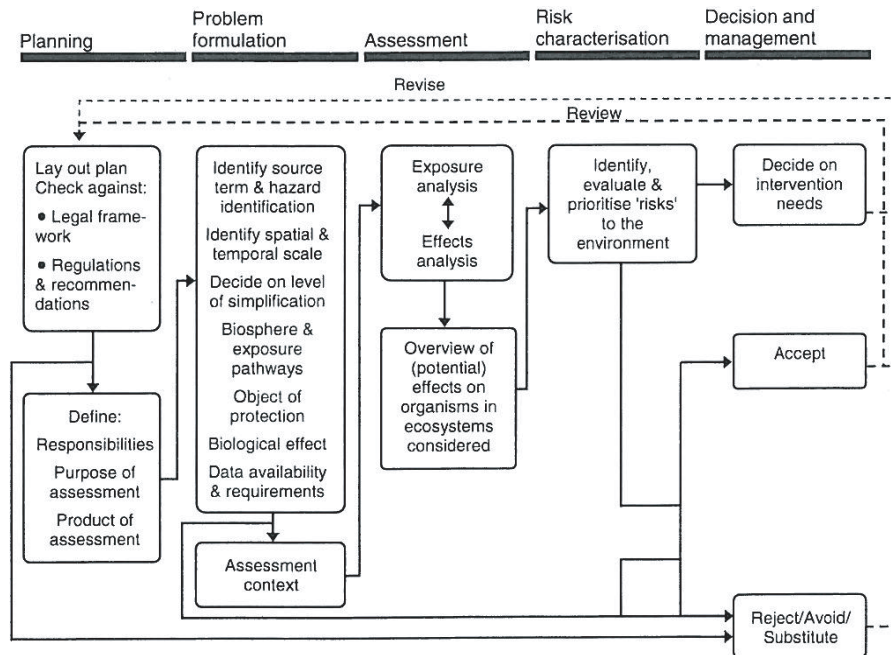 Planning
Problem
formulation
Assessment
Risk
characterisation
Decision and
management
Revise
Review
Lay out plan
Check against:
● Legal frame-
work
● Regulations
& recommen-
dations
Define:
Responsibilities
Purpose of
assessment
Product of
assessment
Identify source
term & hazard
identification
Identify spatial &
temporal scale
Decide on level
of simplification
Biosphere &
exposure
pathways
Object of
protection
Biological effect
Data availability
& requirements
Assessment
context
Exposure
analysis
Effects
analysis
Overview of
(potential)
effects on
organisms in
ecosystems
considered
Identify,
evaluate &
prioritise 'risks'
to the
environment
Decide on
intervention
needs
Accept
Reject/Avoid/
Substitute